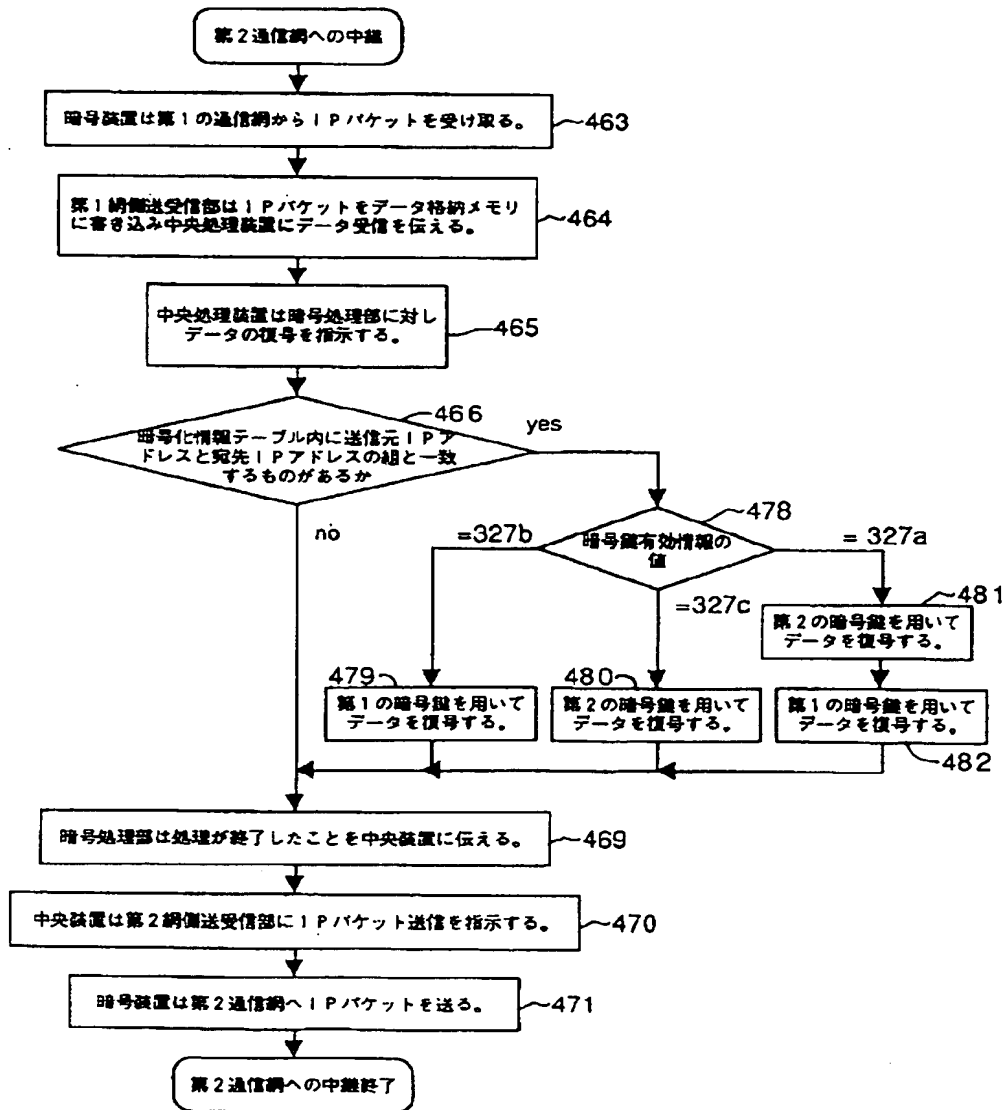 第2通信網への中継
暗号装置は第1の通信網からIPパケットを受け取る。
463
第1網側送受信部はIPパケットをデータ格納メモリ
に書き込み中央処理装置にデータ受信を伝える。
464
中央処理装置は暗号処理部に対し
データの復号を指示する。
465
466
暗号化情報テーブル内に送信元IPア
ドレスと宛先IPアドレスの組と一致
するものがあるか
yes
no
478
暗号鍵有効情報の
値
=327b
=327a
=327c
481
第2の暗号鍵を用いて
データを復号する。
479
第1の暗号鍵を用いて
データを復号する。
480
第2の暗号鍵を用いて
データを復号する。
第1の暗号鍵を用いて
データを復号する。
482
暗号処理部は処理が終了したことを中央装置に伝える。
469
中央装置は第2網側送受信部にIPパケット送信を指示する。
470
暗号装置は第2通信網へIPパケットを送る。
471
第2通信網への中継終了